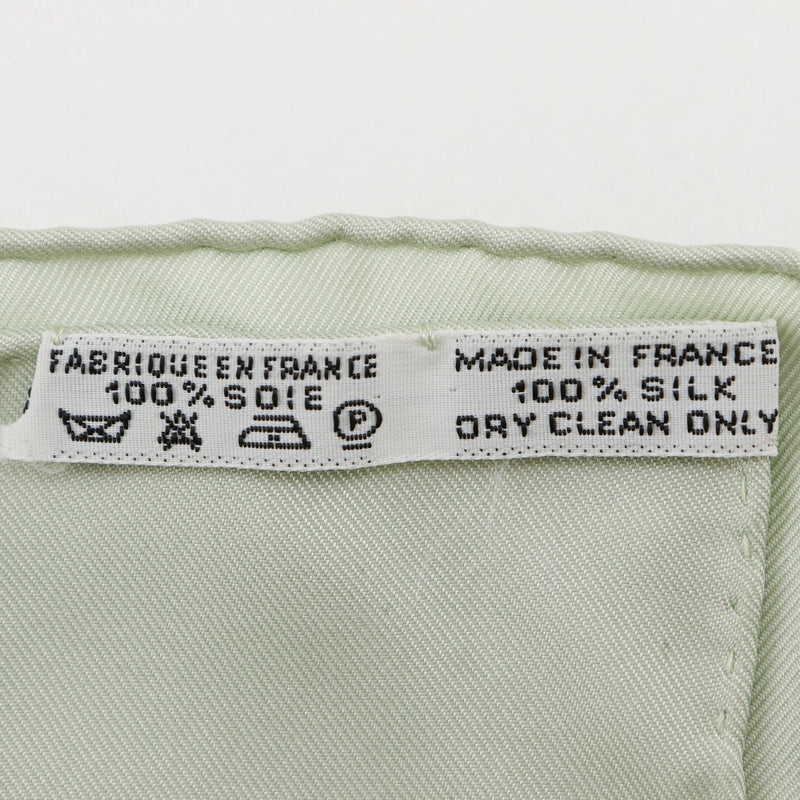 FABRIQUE EN FRANCE
100% SOIE
P
MADE IN FRANCE
100% SILK
DRY CLEAN ONLY